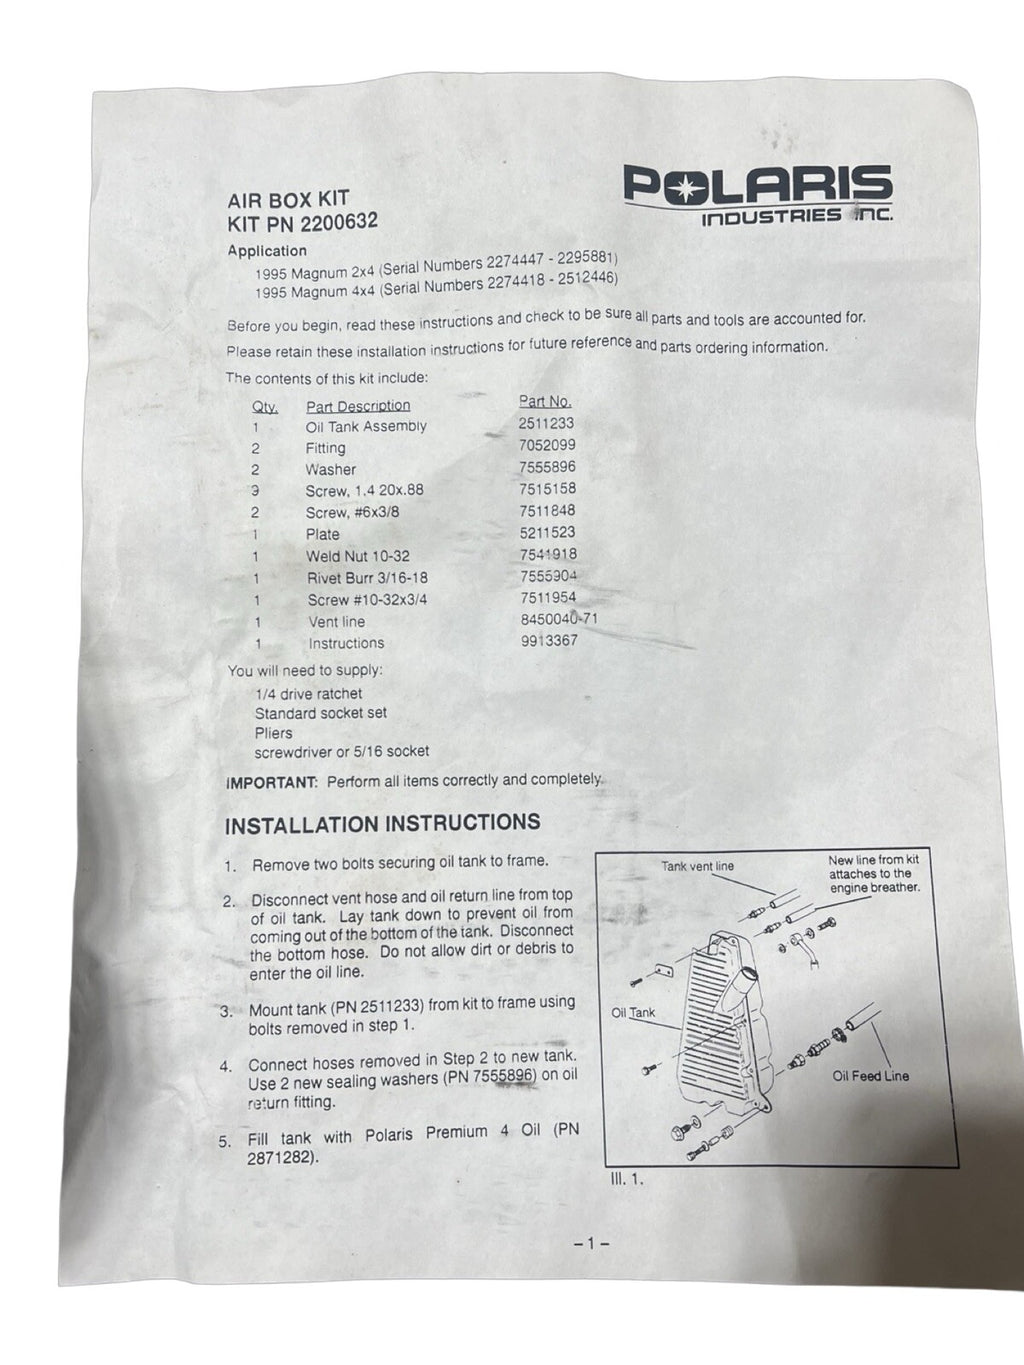 POLARIS
INDUSTRIES INC.
AIR BOX KIT
KIT PN 2200632
Application
1995 Magnum 2x4 (Serial Numbers 2274447 - 2295881)
1995 Magnum 4x4 (Serial Numbers 2274418 - 2512446)
Before you begin, read these instructions and check to be sure all parts and tools are accounted for.
Please retain these installation instructions for future reference and parts ordering information.
The contents of this kit include:
Qty. Part Description Part No.
1 Oil Tank Assembly 2511233
2 Fitting 7052099
2 Washer 7555896
3 Screw, 1.4 20x.88 7515158
2 Screw, #6x3/8 7511848
1 Plate 5211523
1 Weld Nut 10-32 7541918
1 Rivet Burr 3/16-18 7555904
1 Screw #10-32x3/4 7511954
1 Vent line 8450040-71
1 Instructions 9913367
You will need to supply:
1/4 drive ratchet
Standard socket set
Pliers
screwdriver or 5/16 socket
IMPORTANT: Perform all items correctly and completely.
INSTALLATION INSTRUCTIONS
1. Remove two bolts securing oil tank to frame.
2. Disconnect vent hose and oil return line from top
of oil tank. Lay tank down to prevent oil from
coming out of the bottom of the tank. Disconnect
the bottom hose. Do not allow dirt or debris to
enter the oil line.
3. Mount tank (PN 2511233) from kit to frame using
bolts removed in step 1.
4. Connect hoses removed in Step 2 to new tank.
Use 2 new sealing washers (PN 7555896) on oil
return fitting.
5. Fill tank with Polaris Premium 4 Oil (PN
2871282).
Tank vent line
New line from kit
attaches to the
engine breather.
Oil Tank
Oil Feed Line
Ill. 1.
– 1 –